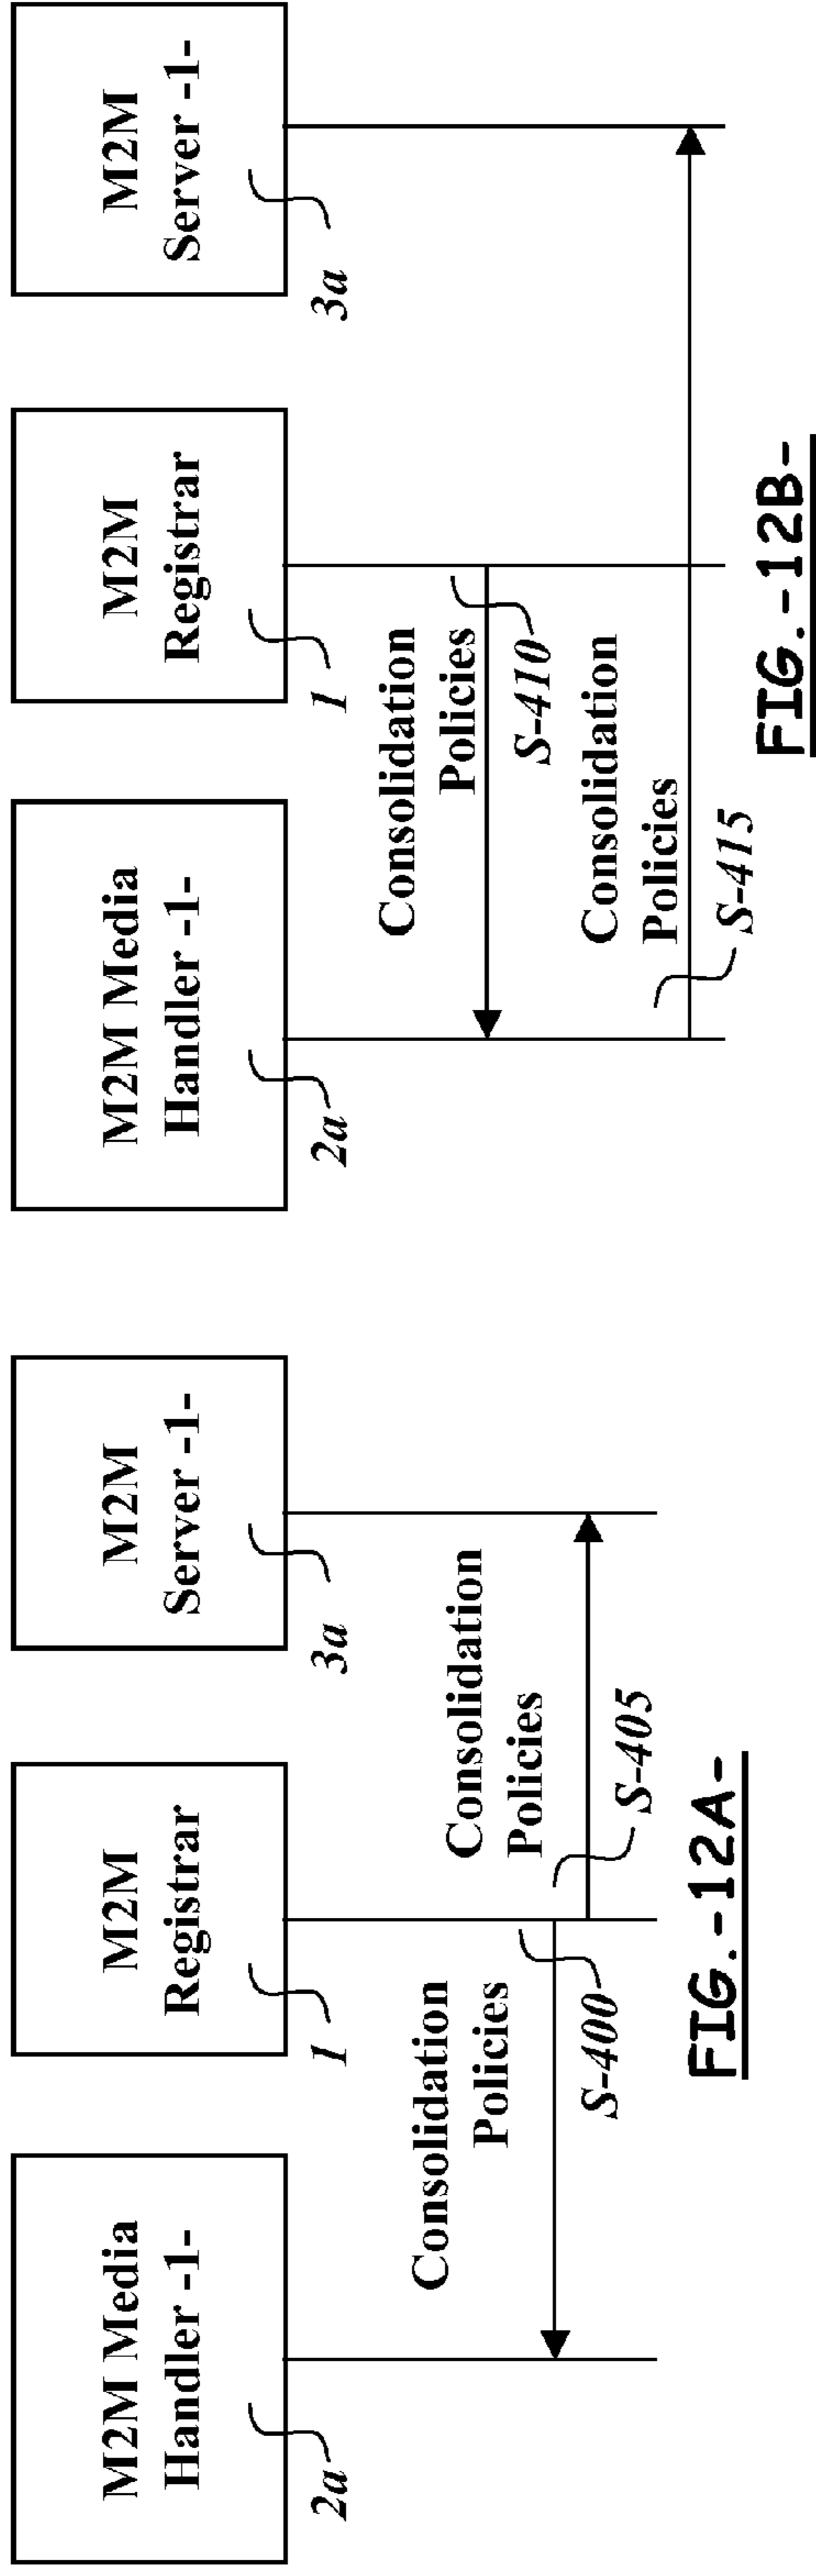 M2M Media
Handler -1-
2a
M2M
Registrar
1
M2M
Server -1-
3a
Consolidation
Policies
S-400
Consolidation
Policies
S-405
FIG.-12A-
M2M Media
Handler -1-
2a
M2M
Registrar
1
M2M
Server -1-
3a
Consolidation
Policies
S-410
Consolidation
Policies
S-415
FIG.-12B-